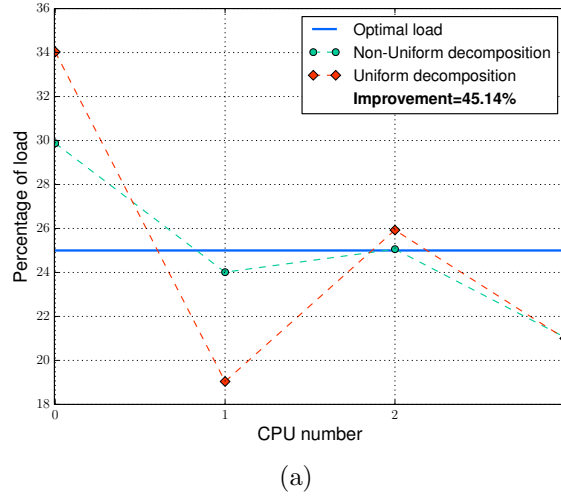 36
34
32
30
28
26
24
22
20
18
Percentage of load
Optimal load
Non-Uniform decomposition
Uniform decomposition
Improvement=45.14%
0
1
2
CPU number
(a)